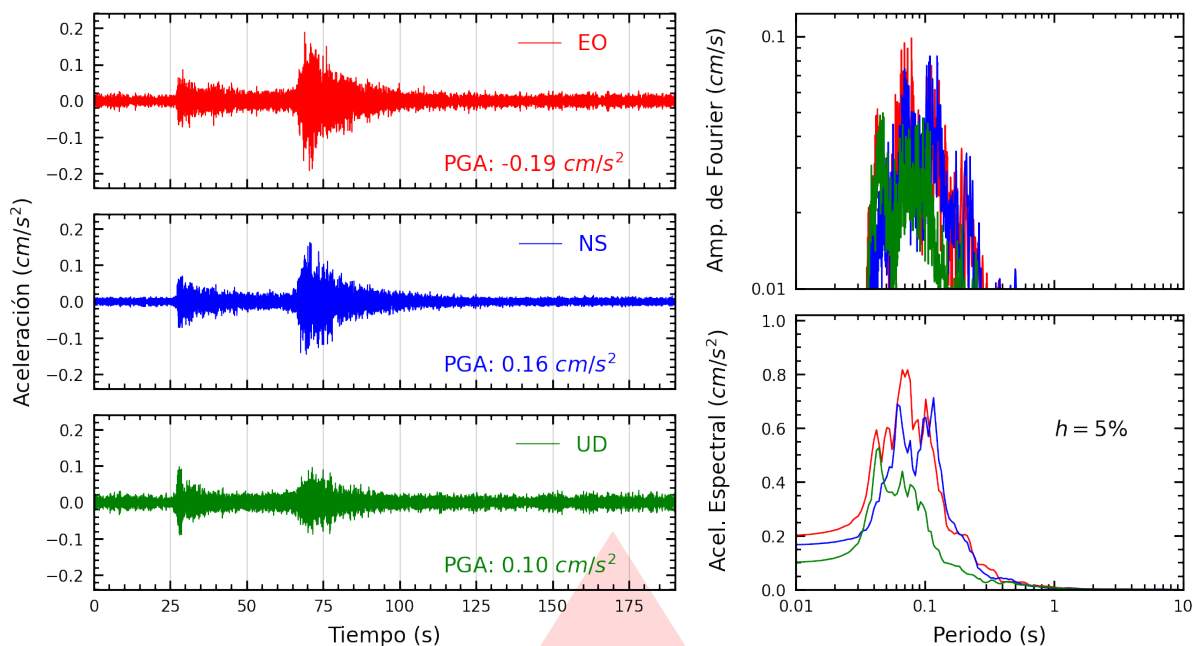 Aceleración (cm/s²)
0.2
0.1
0.0
−0.1
−0.2
EO
PGA: -0.19 cm/s²
0.2
0.1
0.0
−0.1
−0.2
NS
PGA: 0.16 cm/s²
0.2
0.1
0.0
−0.1
−0.2
UD
PGA: 0.10 cm/s²
0 25 50 75 100 125 150 175
Tiempo (s)
Amp. de Fourier (cm/s)
0.1
0.01
Acel. Espectral (cm/s²)
1.0
0.8
0.6
0.4
0.2
0.0
h = 5%
0.01 0.1 1 10
Periodo (s)